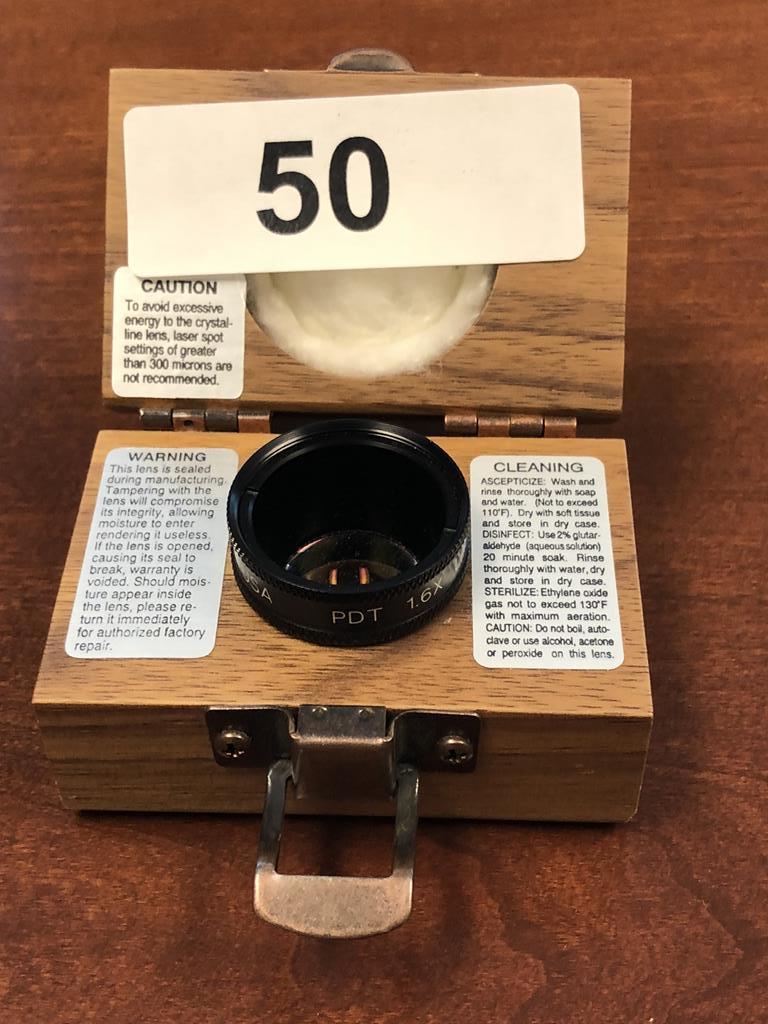 50
CAUTION
To avoid excessive
energy to the crystal-
line lens, laser spot
settings of greater
than 300 microns are
not recommended.
WARNING
This lens is sealed
during manufacturing.
Tampering with the
lens will compromise
its integrity, allowing
moisture to enter
rendering it useless.
If the lens is opened,
causing its seal to
break, warranty is
voided. Should mois-
ture appear inside
the lens, please re-
turn it immediately
for authorized factory
repair.
CLEANING
ASCEPTICIZE: Wash and
rinse thoroughly with soap
and water. (Not to exceed
110°F). Dry with soft tissue
and store in dry case.
DISINFECT: Use 2% glutar-
aldehyde (aqueous solution)
20 minute soak. Rinse
thoroughly with water, dry
and store in dry case.
STERILIZE: Ethylene oxide
gas not to exceed 130°F
with maximum aeration.
CAUTION: Do not boil, auto-
clave or use alcohol, acetone
or peroxide on this lens.
USA PDT 1.6X